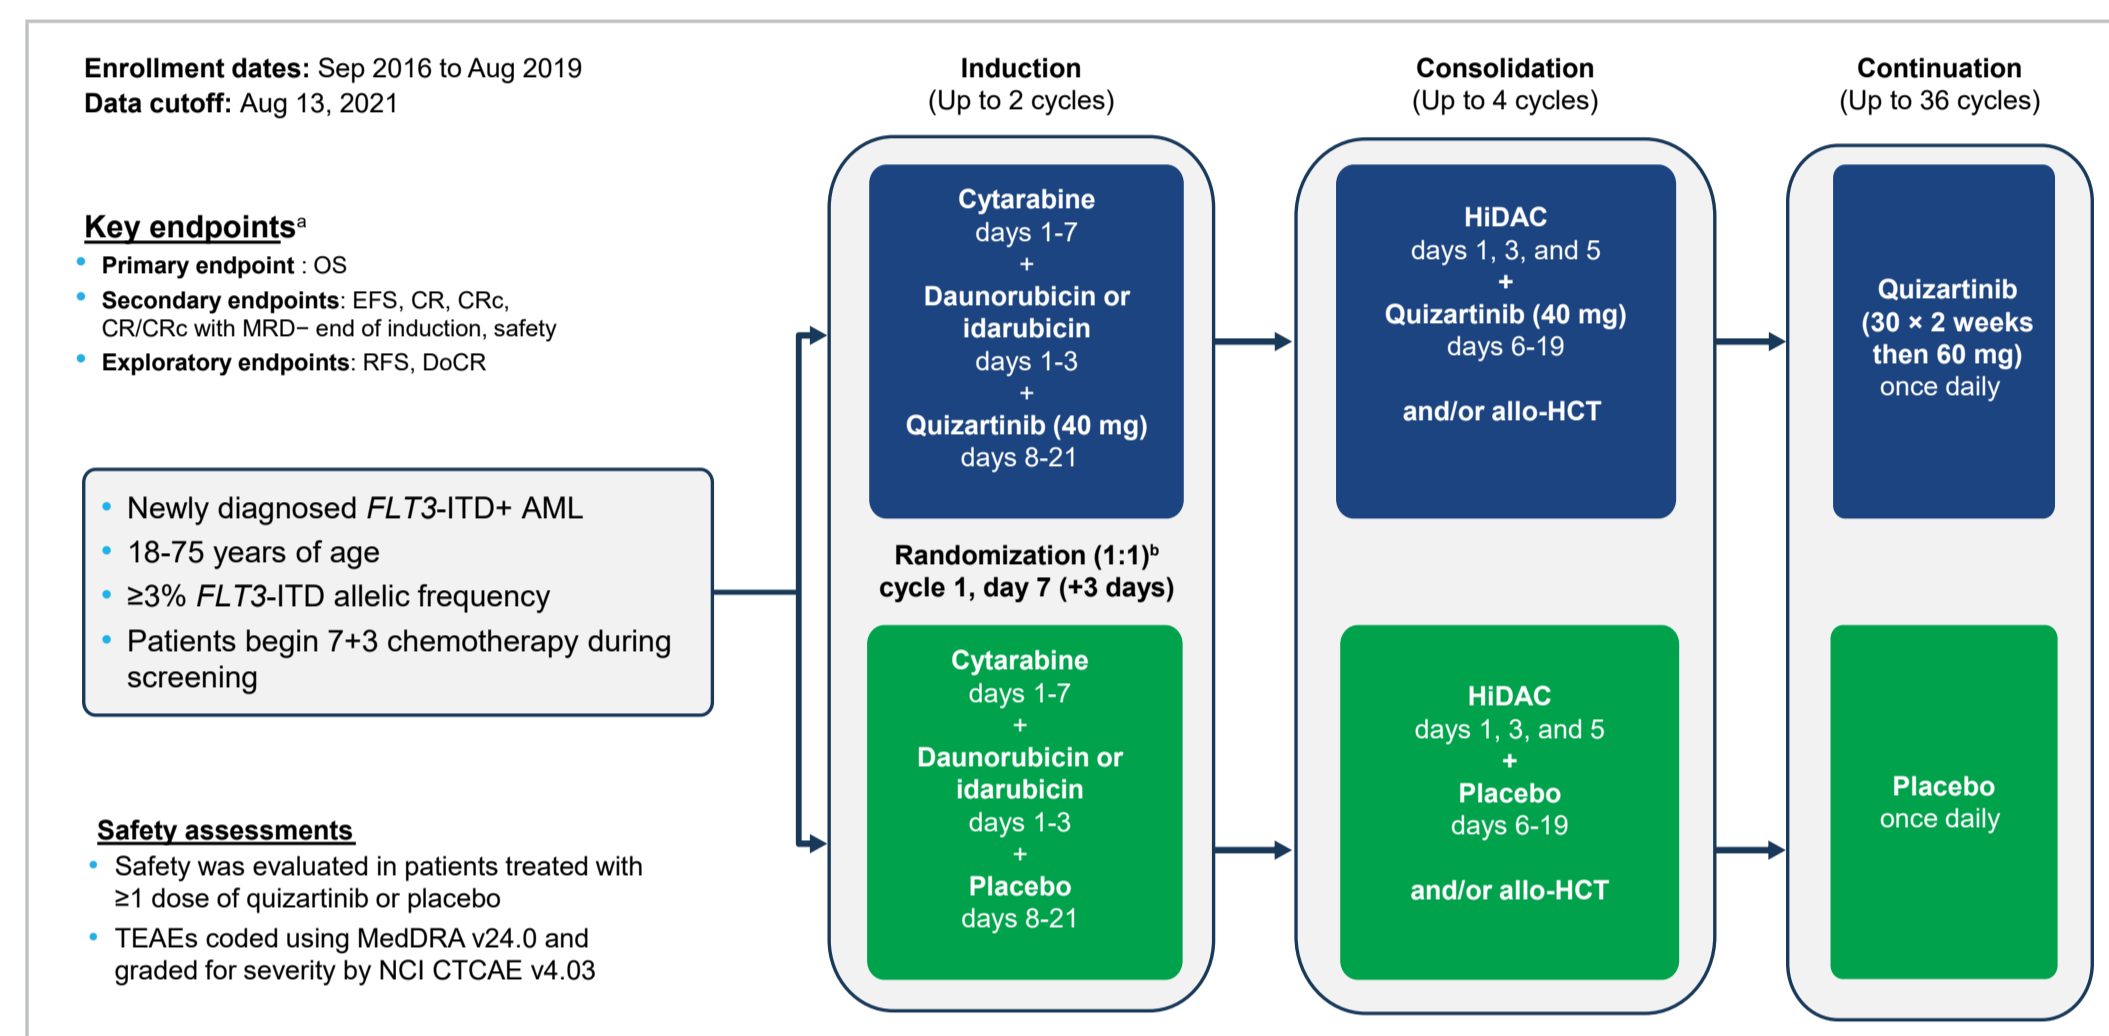 Enrollment dates: Sep 2016 to Aug 2019
Data cutoff: Aug 13, 2021
Key endpointsᵃ
• Primary endpoint : OS
• Secondary endpoints: EFS, CR, CRc,
CR/CRc with MRD− end of induction, safety
• Exploratory endpoints: RFS, DoCR
• Newly diagnosed FLT3-ITD+ AML
• 18-75 years of age
• ≥3% FLT3-ITD allelic frequency
• Patients begin 7+3 chemotherapy during
screening
Safety assessments
• Safety was evaluated in patients treated with
≥1 dose of quizartinib or placebo
• TEAEs coded using MedDRA v24.0 and
graded for severity by NCI CTCAE v4.03
Induction
(Up to 2 cycles)
Cytarabine
days 1-7
+
Daunorubicin or
idarubicin
days 1-3
+
Quizartinib (40 mg)
days 8-21
Randomization (1:1)ᵇ
cycle 1, day 7 (+3 days)
Cytarabine
days 1-7
+
Daunorubicin or
idarubicin
days 1-3
+
Placebo
days 8-21
Consolidation
(Up to 4 cycles)
HiDAC
days 1, 3, and 5
+
Quizartinib (40 mg)
days 6-19
and/or allo-HCT
HiDAC
days 1, 3, and 5
+
Placebo
days 6-19
and/or allo-HCT
Continuation
(Up to 36 cycles)
Quizartinib
(30 × 2 weeks
then 60 mg)
once daily
Placebo
once daily